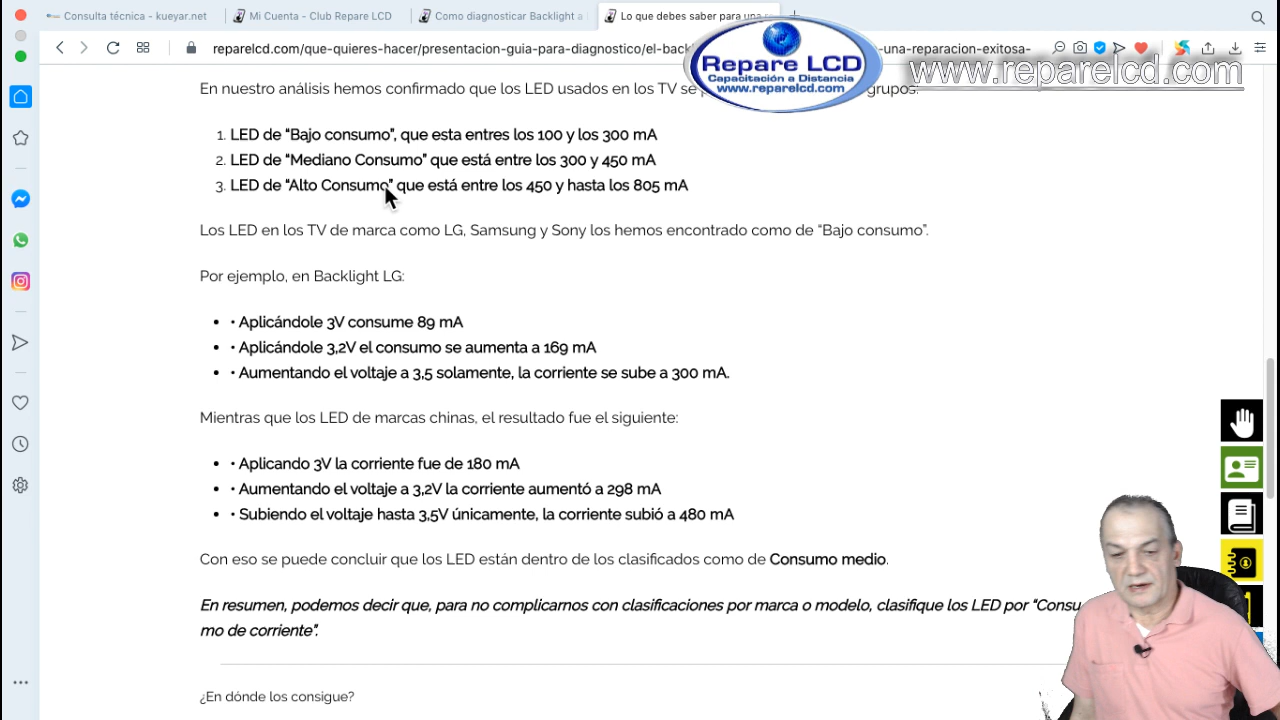 Consulta técnica - kueyar.net
Mi Cuenta - Club Repare LCD
Como diagnosticar Backlight a
Lo que debes saber para una
reparelcd.com/que-quieres-hacer/presentacion-guia-para-diagnostico/el-back
una-reparacion-exitosa-
Repare LCD
Capacitación a Distancia
www.reparelcd.com
www.reparelcd.com
En nuestro análisis hemos confirmado que los LED usados en los TV se
grupos:
1. LED de “Bajo consumo”, que esta entres los 100 y los 300 mA
2. LED de “Mediano Consumo” que está entre los 300 y 450 mA
3. LED de “Alto Consumo” que está entre los 450 y hasta los 805 mA
Los LED en los TV de marca como LG, Samsung y Sony los hemos encontrado como de “Bajo consumo”.
Por ejemplo, en Backlight LG:
• • Aplicándole 3V consume 89 mA
• • Aplicándole 3,2V el consumo se aumenta a 169 mA
• • Aumentando el voltaje a 3,5 solamente, la corriente se sube a 300 mA.
Mientras que los LED de marcas chinas, el resultado fue el siguiente:
• • Aplicando 3V la corriente fue de 180 mA
• • Aumentando el voltaje a 3,2V la corriente aumentó a 298 mA
• • Subiendo el voltaje hasta 3,5V únicamente, la corriente subió a 480 mA
Con eso se puede concluir que los LED están dentro de los clasificados como de Consumo medio.
En resumen, podemos decir que, para no complicarnos con clasificaciones por marca o modelo, clasifique los LED por “Consu
mo de corriente”.
¿En dónde los consigue?